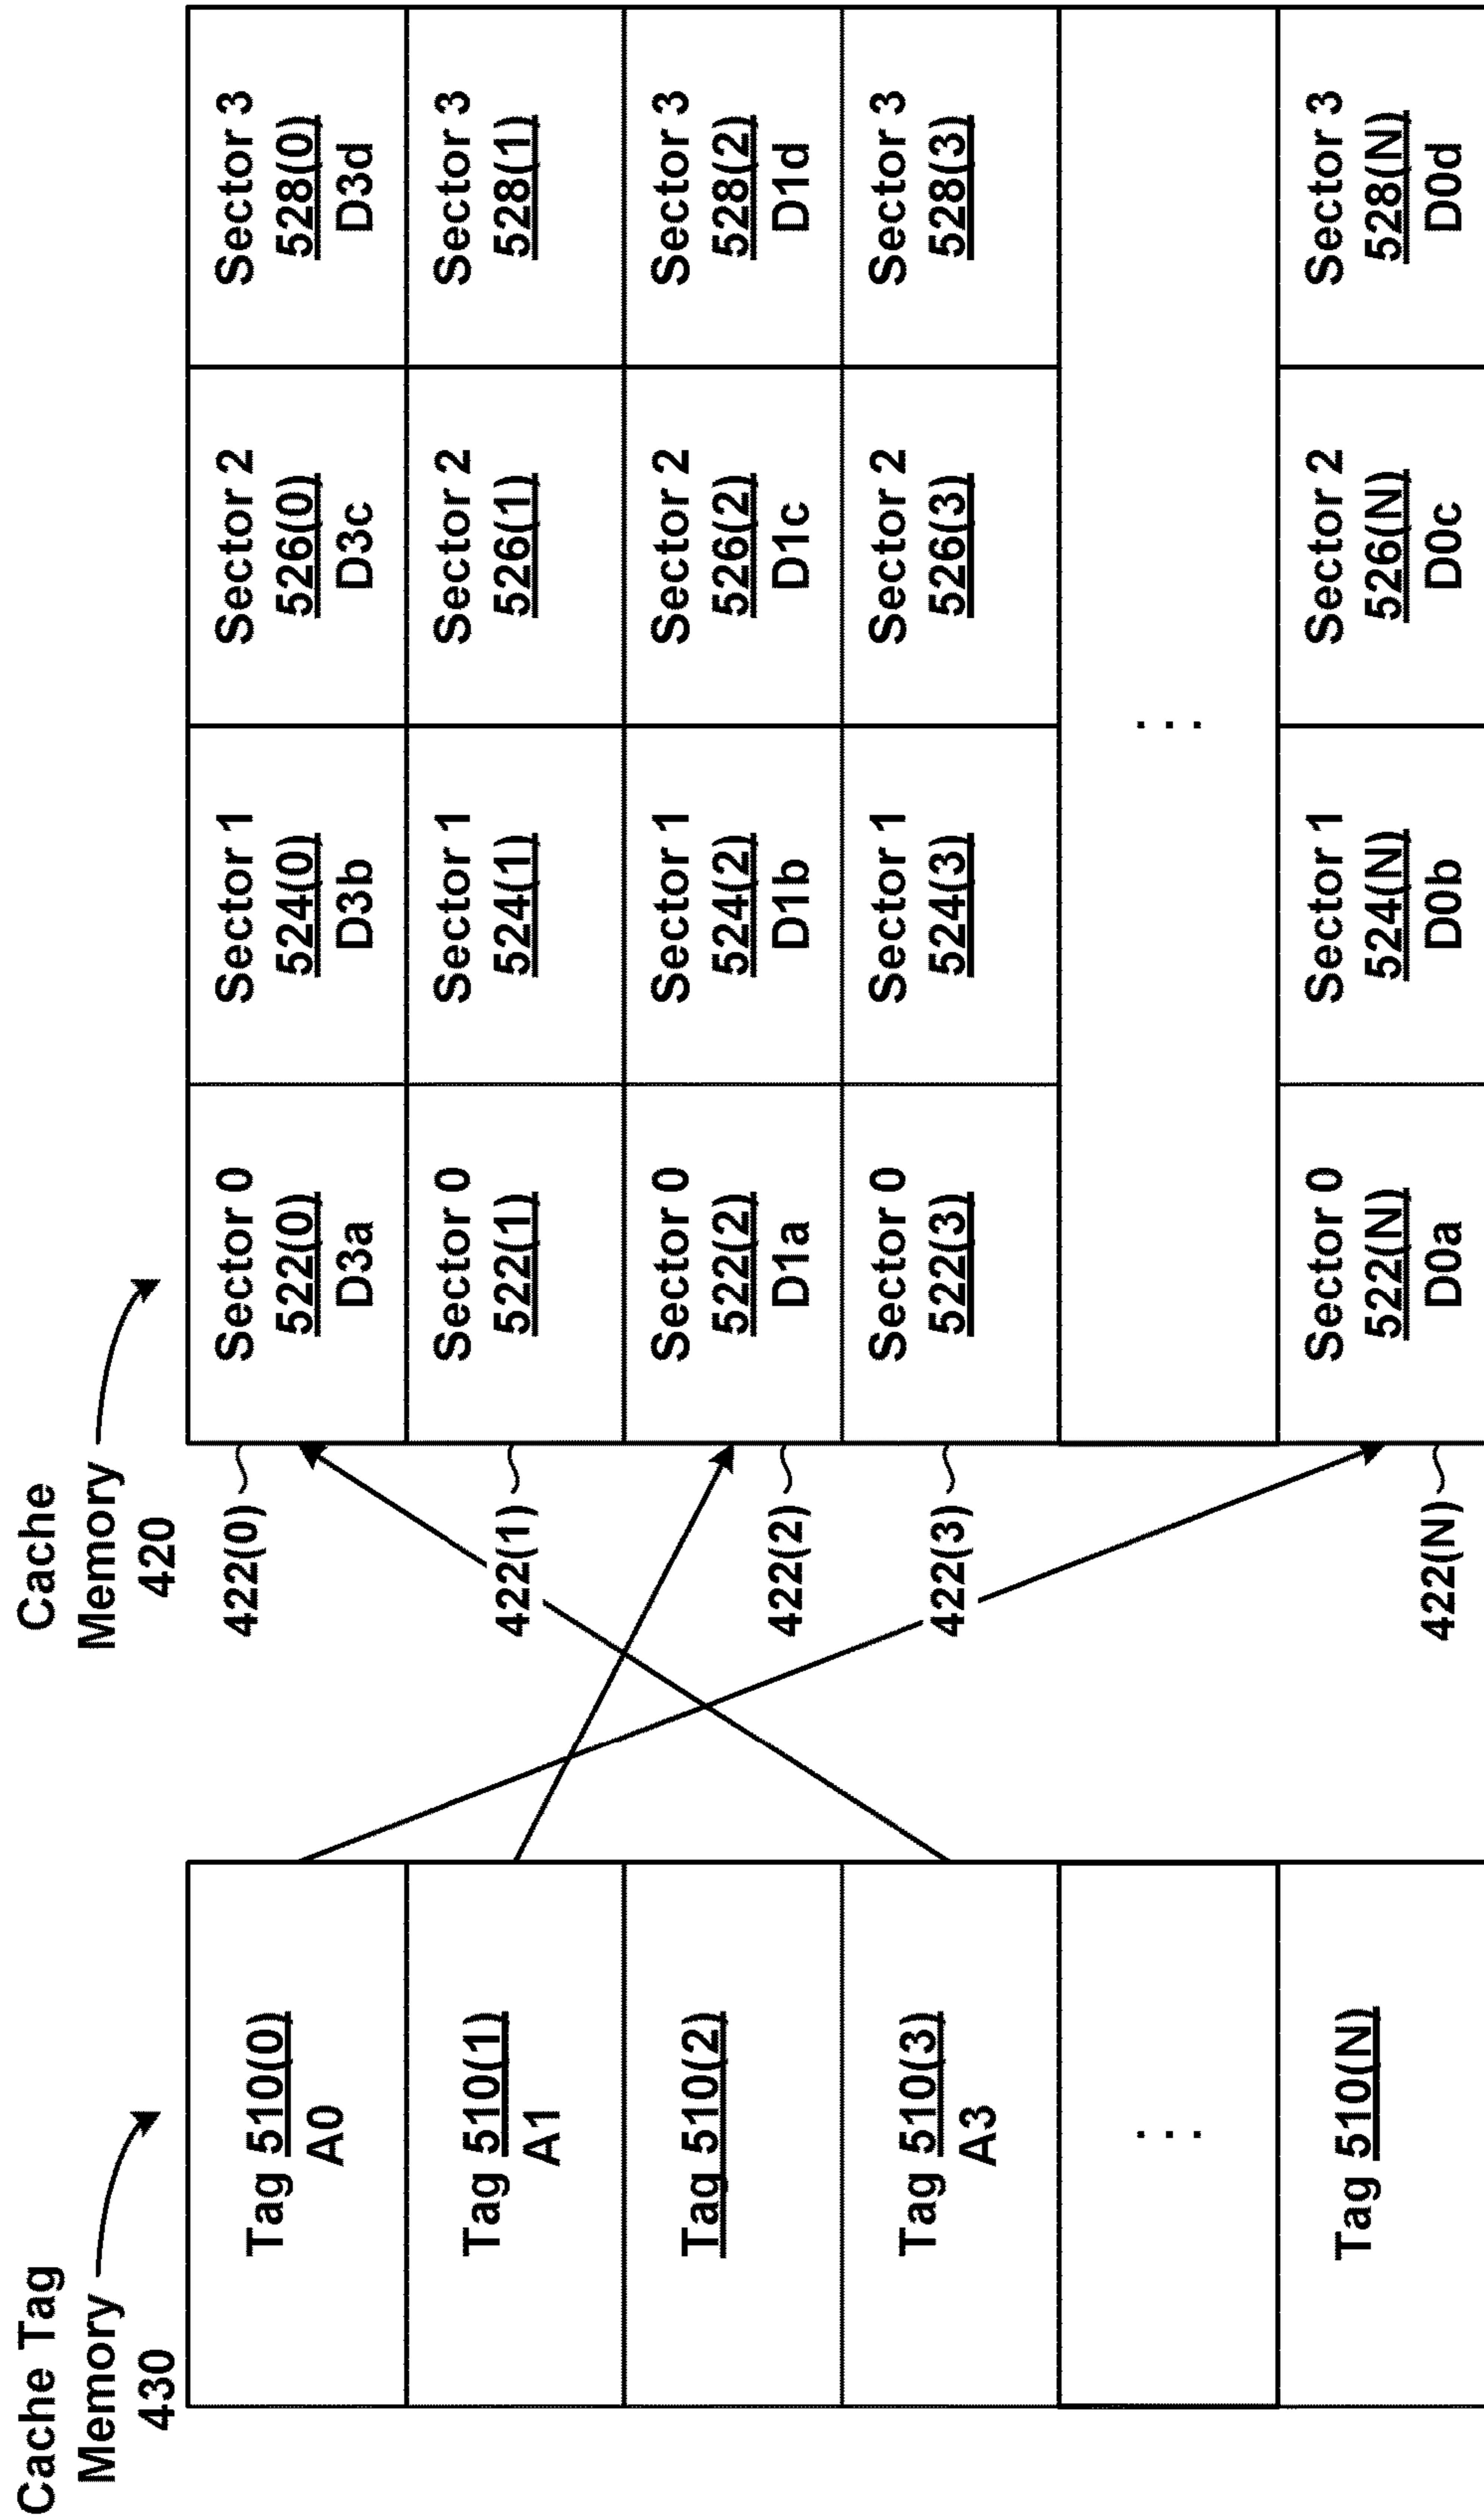 Cache Tag
Memory
430
Cache
Memory
420
Tag 510(0)
A0
422(0)
Sector 0
522(0)
D3a
Sector 1
524(0)
D3b
Sector 2
526(0)
D3c
Sector 3
528(0)
D3d
Tag 510(1)
A1
422(1)
Sector 0
522(1)
Sector 1
524(1)
Sector 2
526(1)
Sector 3
528(1)
Tag 510(2)
422(2)
Sector 0
522(2)
D1a
Sector 1
524(2)
D1b
Sector 2
526(2)
D1c
Sector 3
528(2)
D1d
Tag 510(3)
A3
422(3)
Sector 0
522(3)
Sector 1
524(3)
Sector 2
526(3)
Sector 3
528(3)
...
...
Tag 510(N)
422(N)
Sector 0
522(N)
D0a
Sector 1
524(N)
D0b
Sector 2
526(N)
D0c
Sector 3
528(N)
D0d